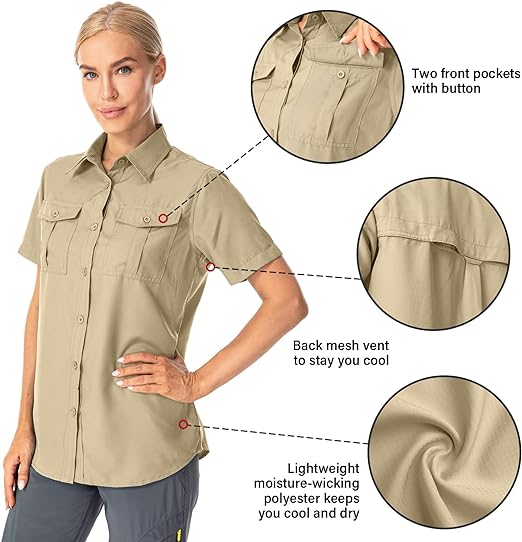 Two front pockets
with button
Back mesh vent
to stay you cool
Lightweight
moisture-wicking
polyester keeps
you cool and dry